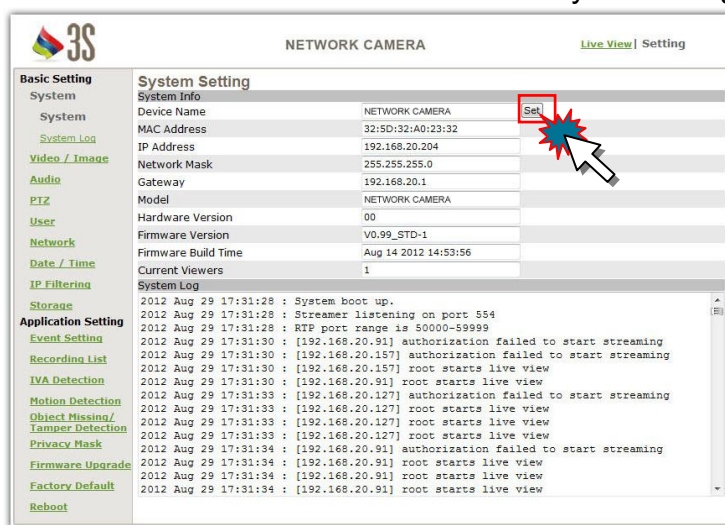 3S
NETWORK CAMERA
Live View| Setting
Basic Setting
System
System
System Log
Video / Image
Audio
PTZ
User
Network
Date / Time
IP Filtering
Storage
Application Setting
Event Setting
Recording List
IVA Detection
Motion Detection
Object Missing/
Tamper Detection
Privacy Mask
Firmware Upgrade
Factory Default
Reboot
System Setting
System Info
Device Name NETWORK CAMERA Set
MAC Address 32:5D:32:A0:23:32
IP Address 192.168.20.204
Network Mask 255.255.255.0
Gateway 192.168.20.1
Model NETWORK CAMERA
Hardware Version 00
Firmware Version V0.99_STD-1
Firmware Build Time Aug 14 2012 14:53:56
Current Viewers 1
System Log
2012 Aug 29 17:31:28 : System boot up.
2012 Aug 29 17:31:28 : Streamer listening on port 554
2012 Aug 29 17:31:28 : RTP port range is 50000-59999
2012 Aug 29 17:31:30 : [192.168.20.91] authorization failed to start streaming
2012 Aug 29 17:31:30 : [192.168.20.157] authorization failed to start streaming
2012 Aug 29 17:31:30 : [192.168.20.157] root starts live view
2012 Aug 29 17:31:30 : [192.168.20.91] root starts live view
2012 Aug 29 17:31:33 : [192.168.20.127] authorization failed to start streaming
2012 Aug 29 17:31:33 : [192.168.20.127] root starts live view
2012 Aug 29 17:31:33 : [192.168.20.127] root starts live view
2012 Aug 29 17:31:33 : [192.168.20.127] root starts live view
2012 Aug 29 17:31:34 : [192.168.20.91] authorization failed to start streaming
2012 Aug 29 17:31:34 : [192.168.20.91] root starts live view
2012 Aug 29 17:31:34 : [192.168.20.91] root starts live view
2012 Aug 29 17:31:34 : [192.168.20.91] root starts live view